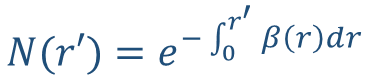 N(r′) = e^{− ∫_0^{r′} β(r)dr}